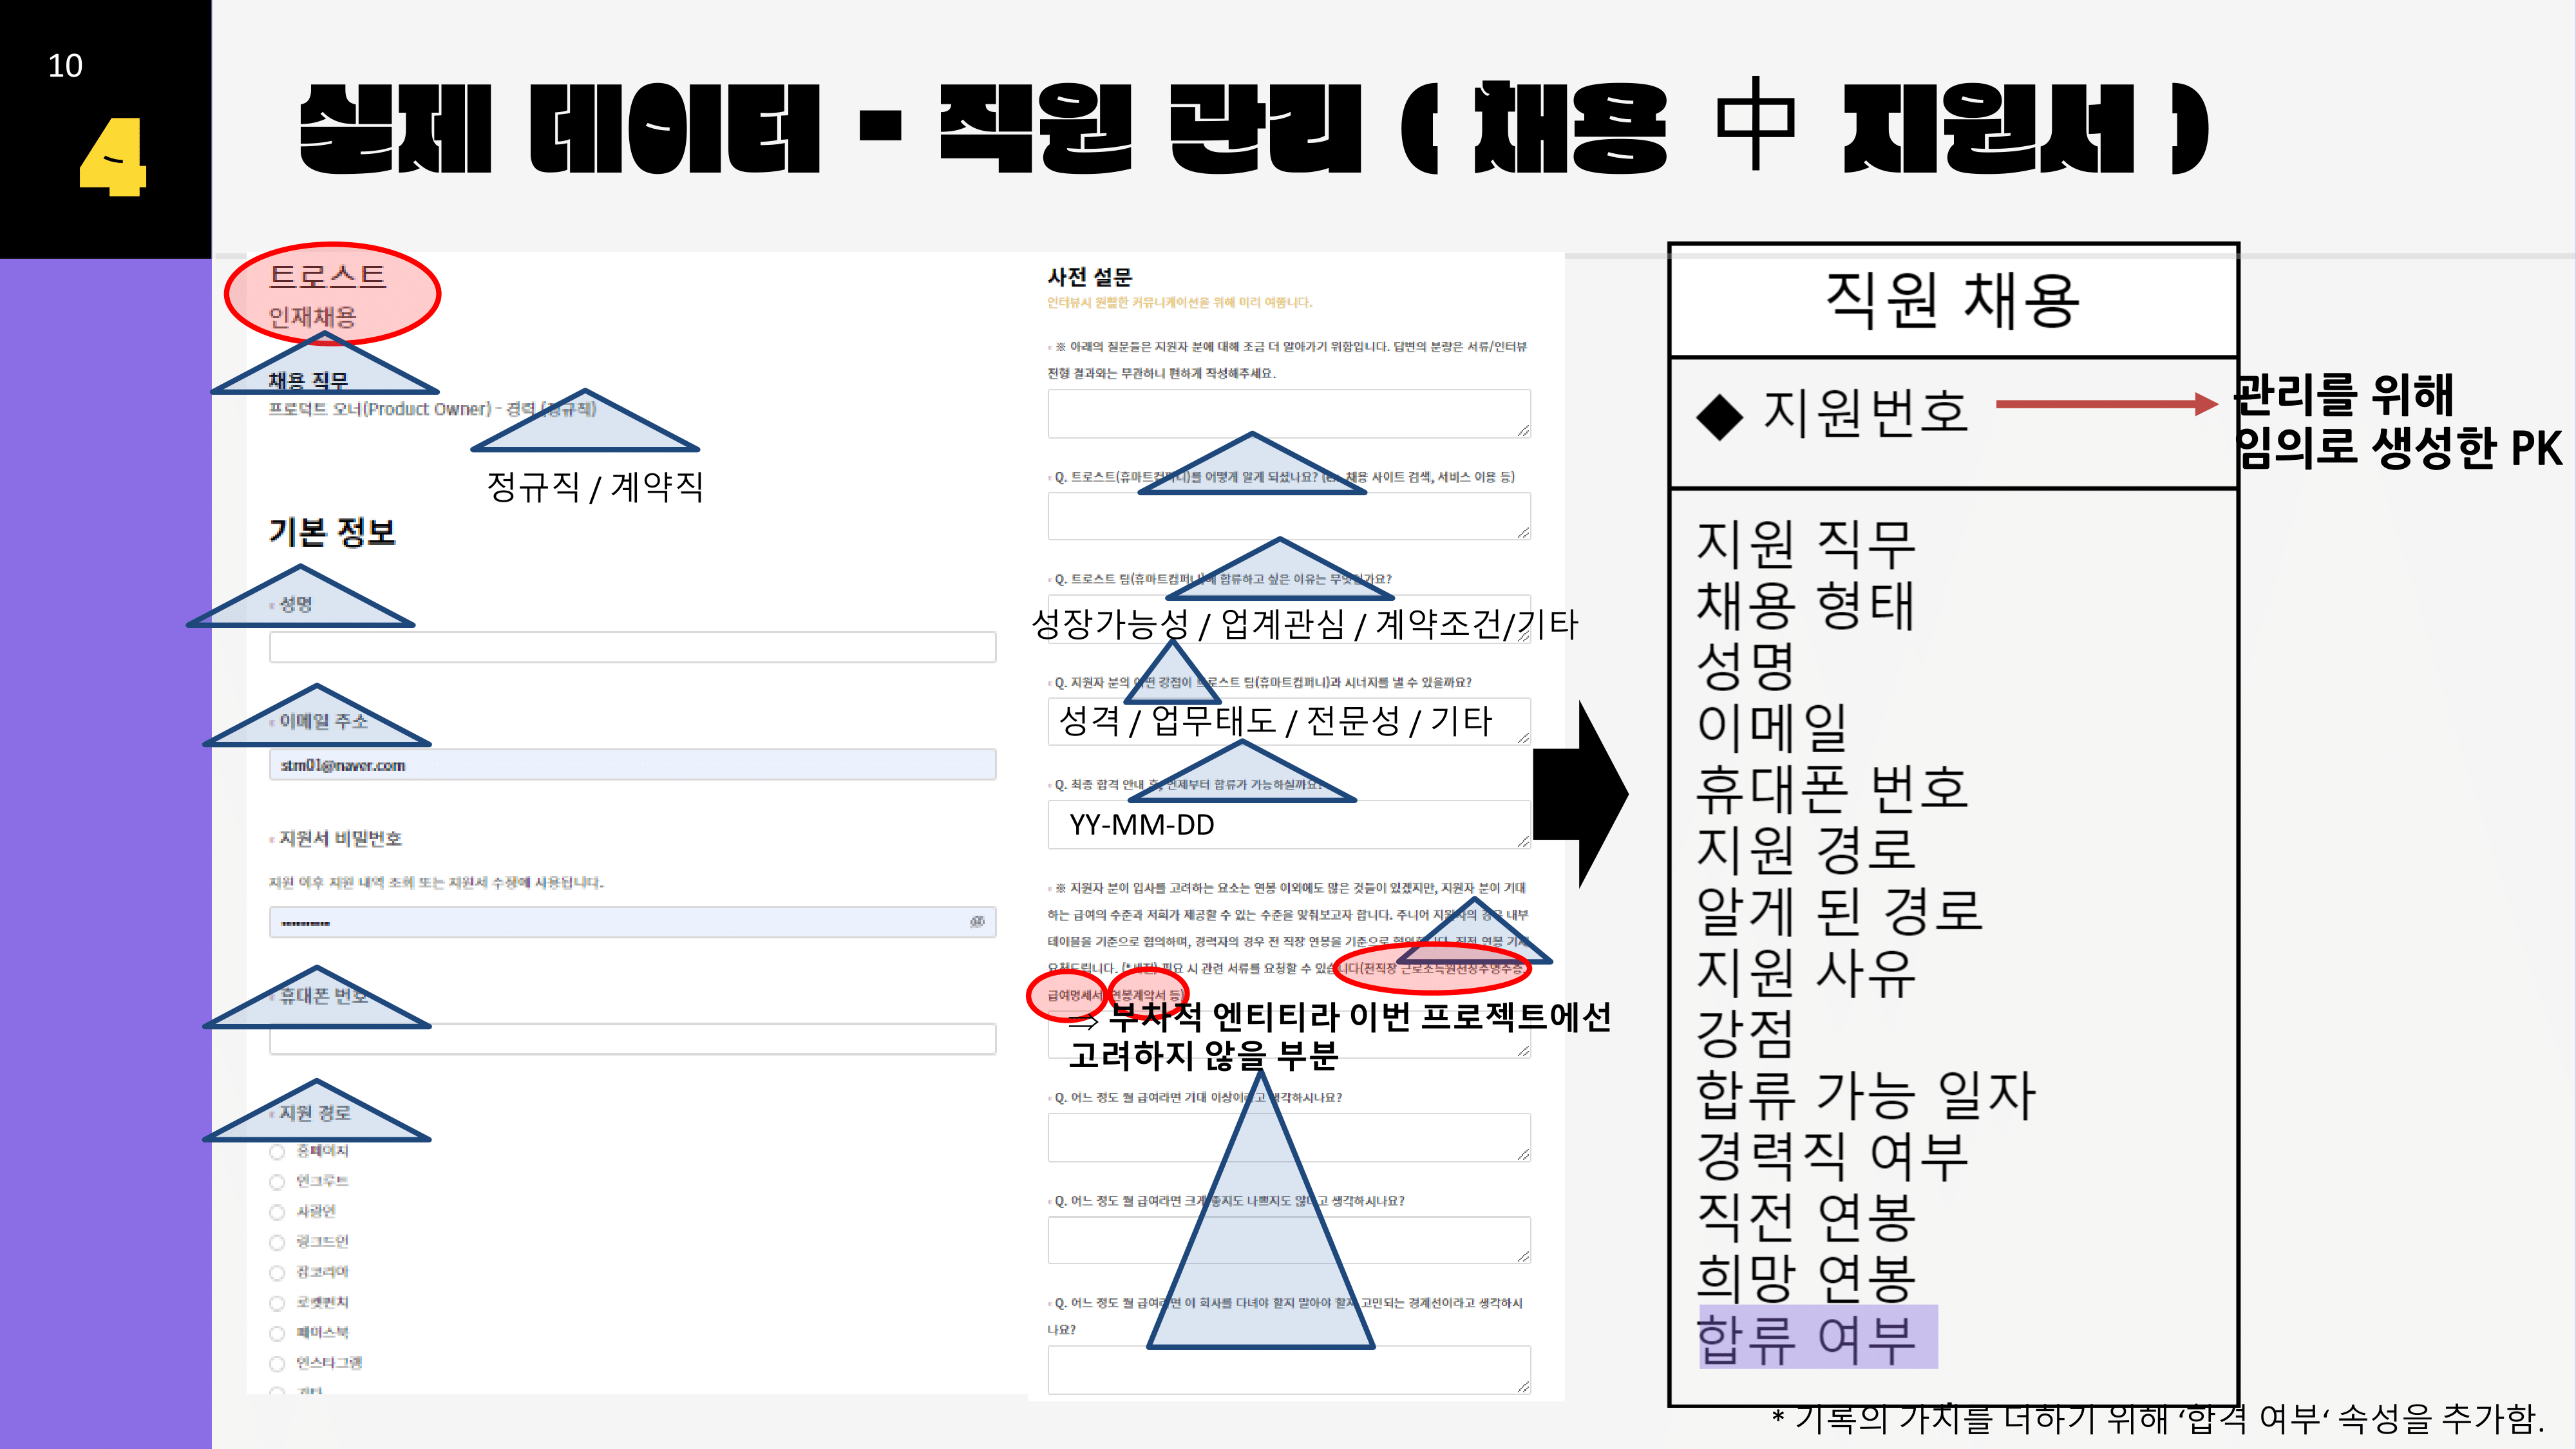 10
4
실제 데이터 - 직원 관리 ( 채용 中 지원서 )
트로스트
인재채용
채용 직무
프로덕트 오너(Product Owner) - 경력 (정규직)
정규직 / 계약직
기본 정보
성명
이메일 주소
stm01@naver.com
지원서 비밀번호
지원 이후 지원 내역 조회 또는 지원서 수정에 사용됩니다.
휴대폰 번호
지원 경로
홈페이지
인크루트
사람인
링크드인
잡코리아
로켓펀치
페이스북
인스타그램
기타
사전 설문
인터뷰시 원활한 커뮤니케이션을 위해 미리 여쭙니다.
※ 아래의 질문들은 지원자 분에 대해 조금 더 알아가기 위함입니다. 답변의 분량은 서류/인터뷰
전형 결과와는 무관하니 편하게 작성해주세요.
Q. 트로스트(휴마트컴퍼니)를 어떻게 알게 되셨나요? (ex. 채용 사이트 검색, 서비스 이용 등)
Q. 트로스트 팀(휴마트컴퍼니)에 합류하고 싶은 이유는 무엇인가요?
성장가능성 / 업계관심 / 계약조건/기타
Q. 지원자 분의 어떤 강점이 트로스트 팀(휴마트컴퍼니)과 시너지를 낼 수 있을까요?
성격 / 업무태도 / 전문성 / 기타
Q. 최종 합격 안내 후, 언제부터 합류가 가능하실까요?
YY-MM-DD
※ 지원자 분이 입사를 고려하는 요소는 연봉 이외에도 많은 것들이 있겠지만, 지원자 분이 기대
하는 급여의 수준과 저희가 제공할 수 있는 수준을 맞춰보고자 합니다. 주니어 지원자의 경우 내부
테이블을 기준으로 협의하며, 경력자의 경우 전 직장 연봉을 기준으로 협의합니다. 직전 연봉 기재
요청드립니다. (*세전) 필요 시 관련 서류를 요청할 수 있습니다(전직장 근로소득원천징수영수증,
급여명세서, 연봉계약서 등)
⇒ 부차적 엔티티라 이번 프로젝트에선
고려하지 않을 부분
Q. 어느 정도 월 급여라면 기대 이상이라고 생각하시나요?
Q. 어느 정도 월 급여라면 크게 좋지도 나쁘지도 않다고 생각하시나요?
Q. 어느 정도 월 급여라면 이 회사를 다녀야 할지 말아야 할지 고민되는 경계선이라고 생각하시
나요?
직원 채용
◆ 지원번호
관리를 위해
임의로 생성한 PK
지원 직무
채용 형태
성명
이메일
휴대폰 번호
지원 경로
알게 된 경로
지원 사유
강점
합류 가능 일자
경력직 여부
직전 연봉
희망 연봉
합류 여부
* 기록의 가치를 더하기 위해 ‘합격 여부‘ 속성을 추가함.